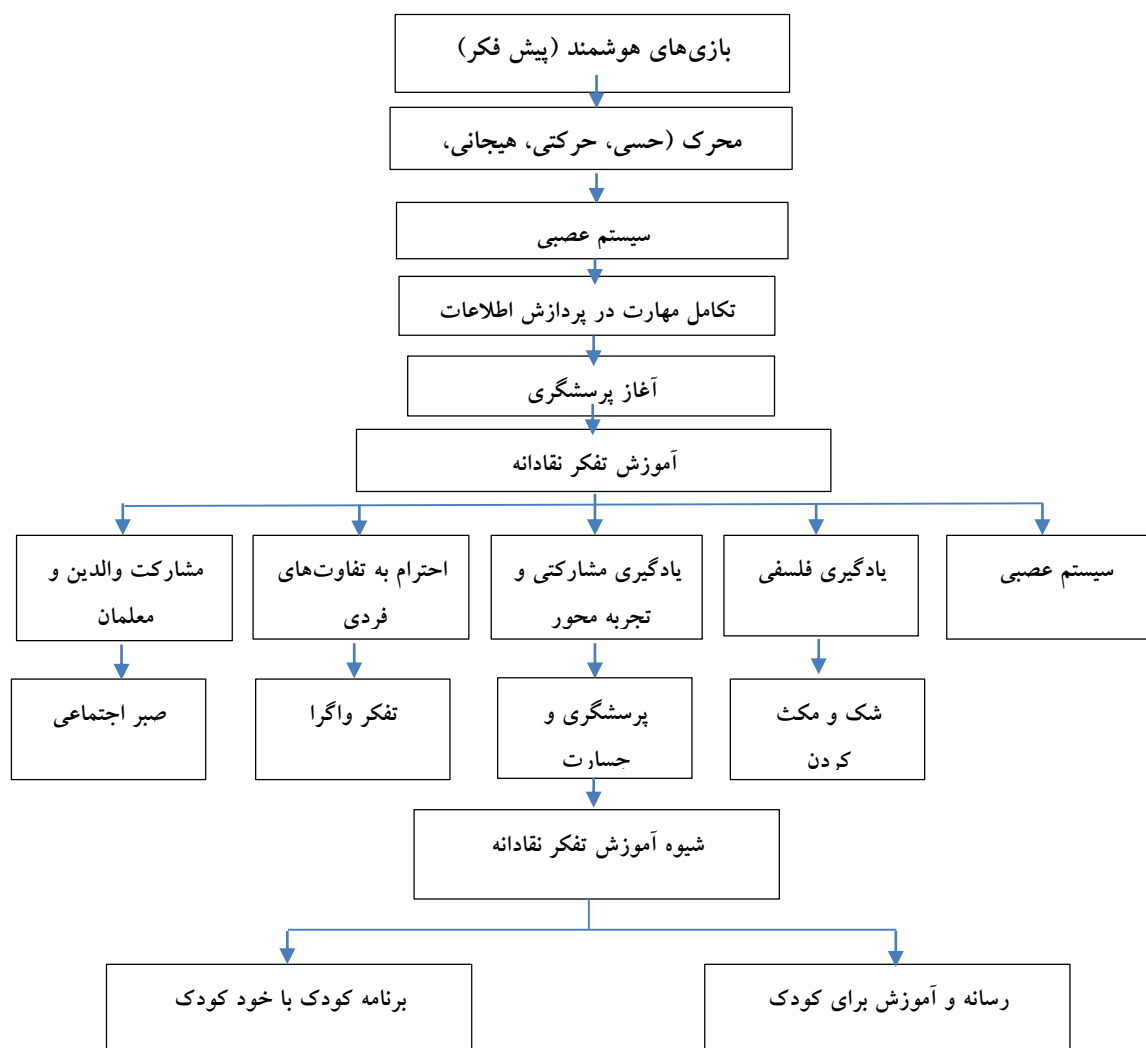 بازی‌های هوشمند (پیش فکر)
محرک (حسی، حرکتی، هیجانی،
سیستم عصبی
تکامل مهارت در پردازش اطلاعات
آغاز پرسشگری
آموزش تفکر نقادانه
سیستم عصبی
یادگیری فلسفی
یادگیری مشارکتی و
تجربه محور
احترام به تفاوت‌های
فردی
مشارکت والدین و
معلمان
شک و مکث
کردن
پرسشگری و
جسارت
تفکر واگرا
صبر اجتماعی
شیوه آموزش تفکر نقادانه
رسانه و آموزش برای کودک
برنامه کودک با خود کودک